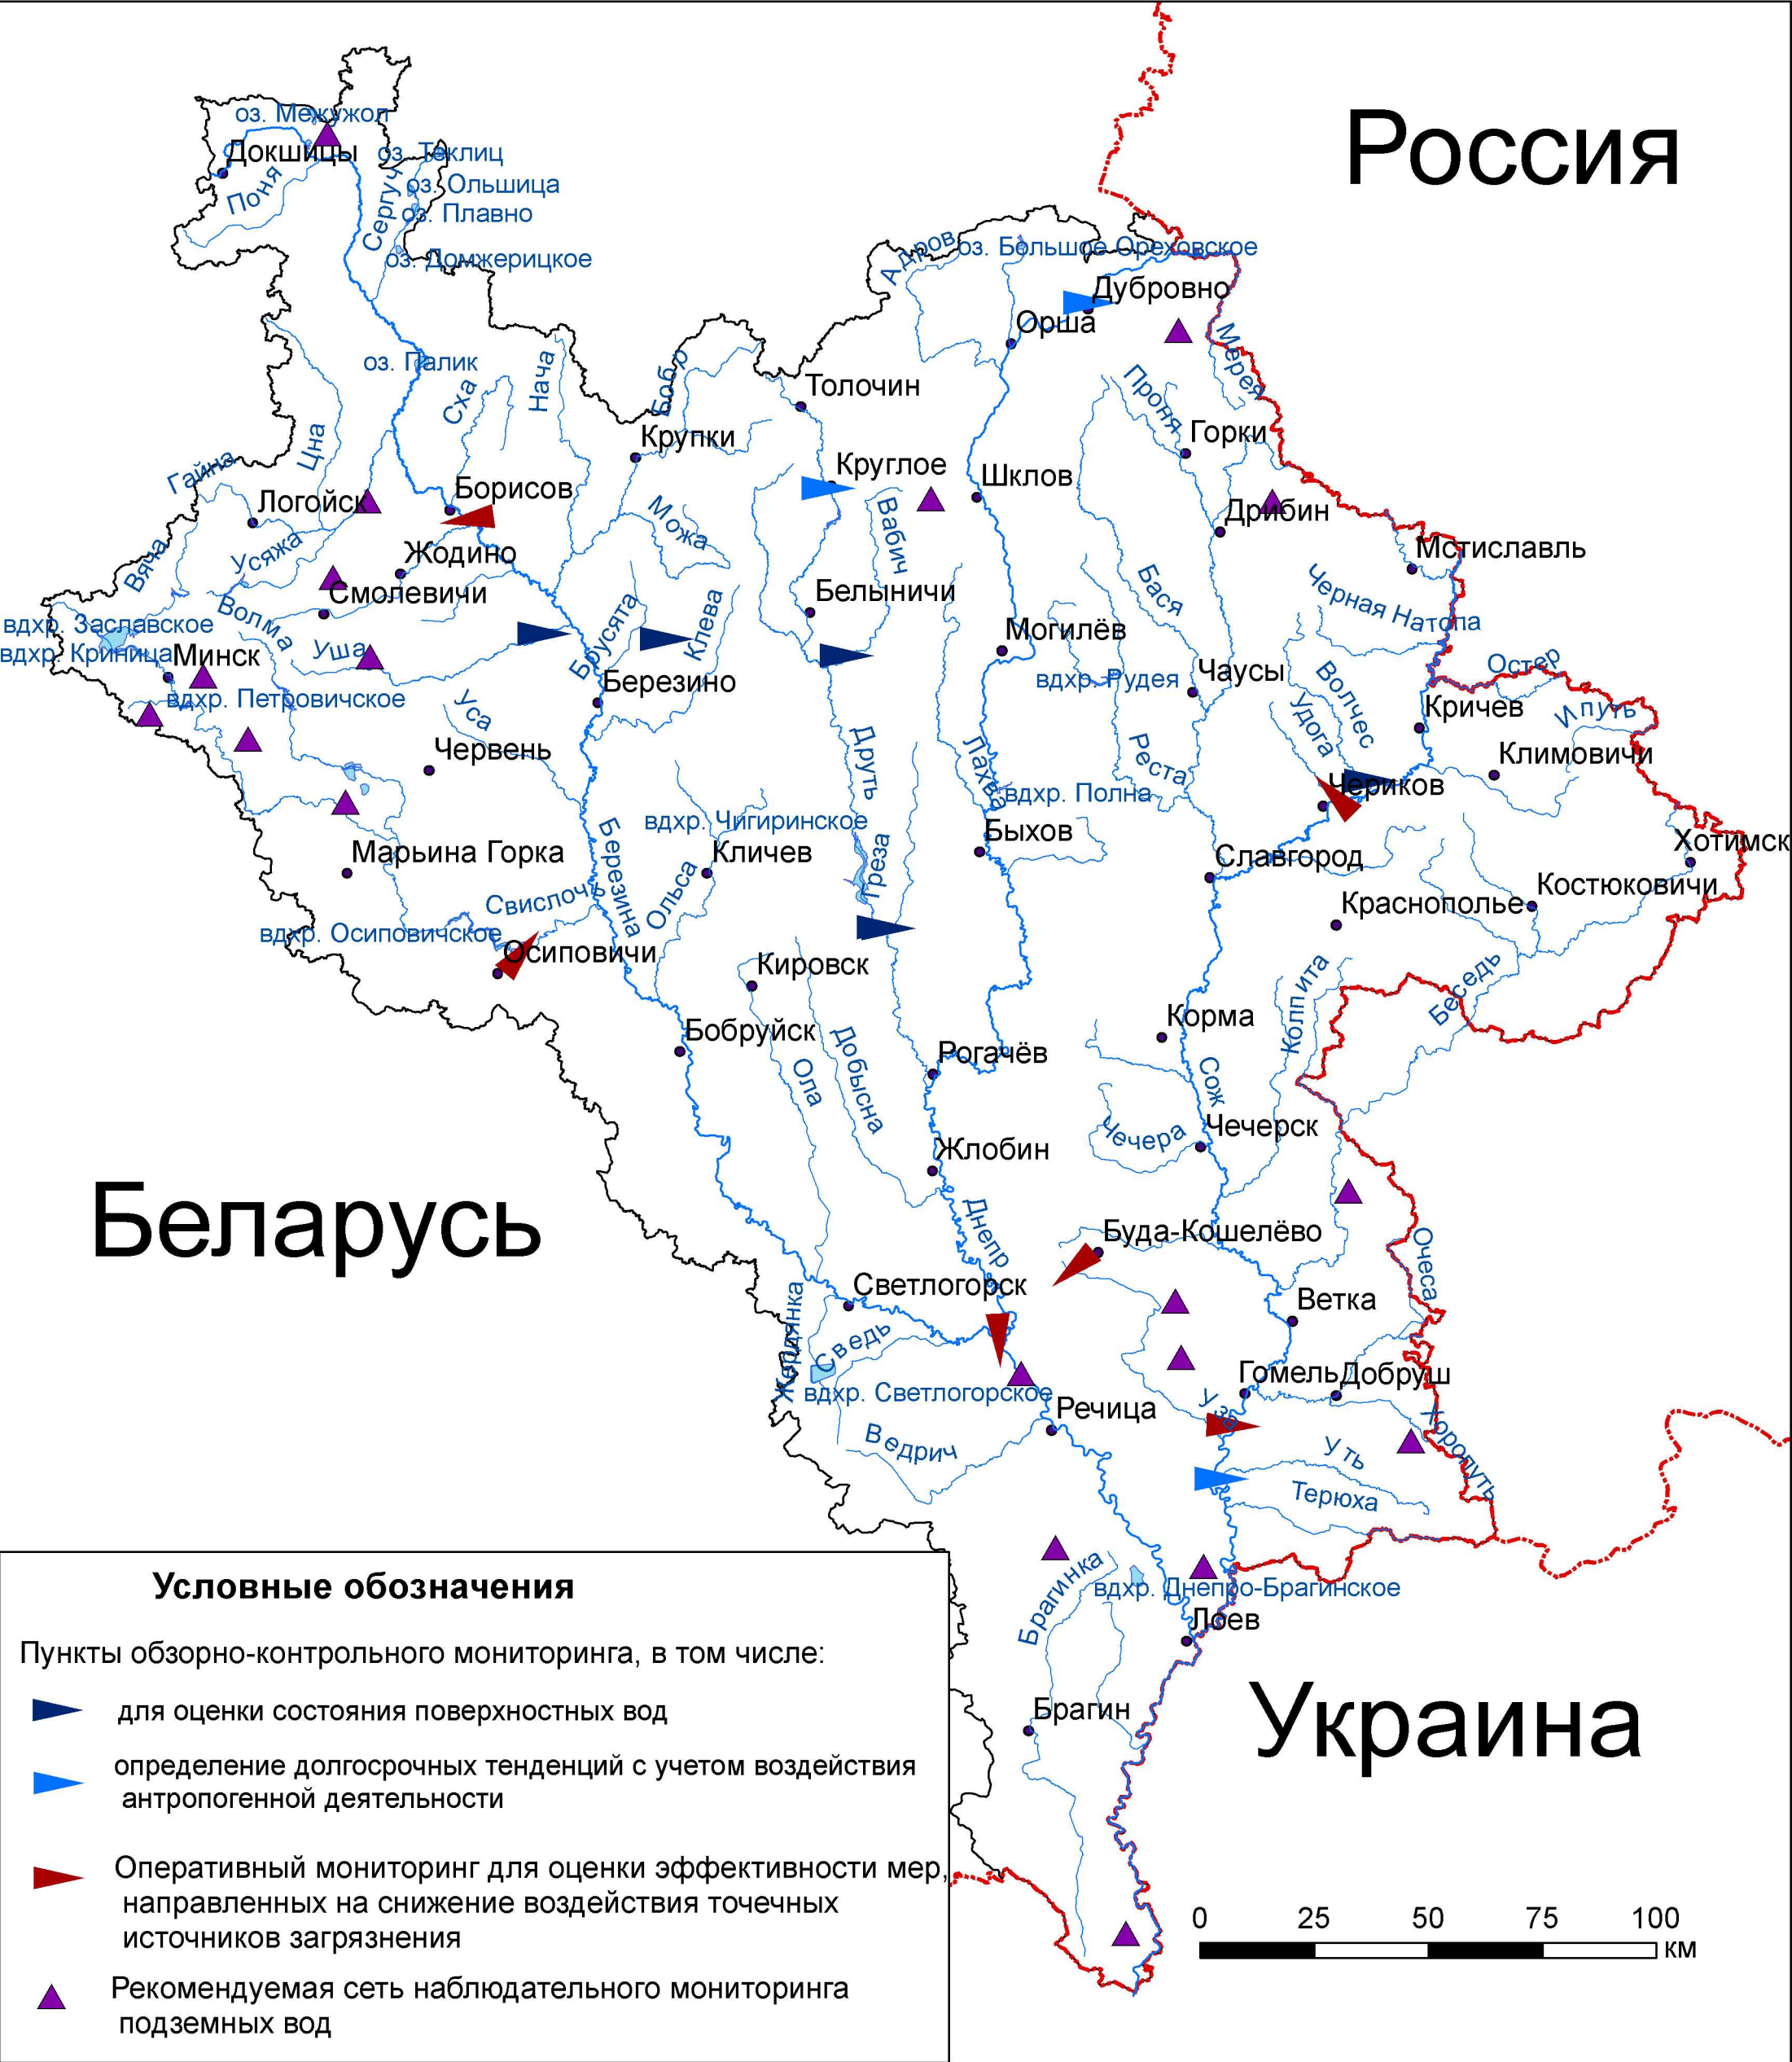 Россия
оз. Межужол
Докшицы
оз. Теклиц
Поня
Сергуч
оз. Ольшица
оз. Плавно
оз. Домжерицкое
Адров
оз. Большое Ореховское
Дубровно
Орша
Мерея
оз. Палик
Сха
Нача
Бобр
Толочин
Проня
Горки
Крупки
Цна
Гайна
Круглое
Шклов
Логойск
Борисов
Можа
Вабич
Дрибин
Мстиславль
Усяжа
Жодино
Вяча
Смолевичи
Белыничи
Бася
Черная Натопа
вдхр. Заславское
Волма
Брусята
Клева
Могилёв
вдхр. Криница
Минск
Уша
Остер
Чаусы
вдхр. Рудея
Березино
вдхр. Петровичское
Волчес
Удога
Кричев
Ипуть
Уса
Червень
Друть
Лахва
Реста
Климовичи
Чериков
вдхр. Полна
вдхр. Чигиринское
Быхов
Хотимск
Марьина Горка
Березина
Кличев
Греза
Славгород
Костюковичи
Свислочь
Ольса
Краснополье
вдхр. Осиповичское
Осиповичи
Кировск
Колпита
Беседь
Корма
Бобруйск
Рогачёв
Ола
Добысна
Сож
Чечера
Чечерск
Жлобин
Беларусь
Днепр
Буда-Кошелёво
Очеса
Светлогорск
Ветка
Жердянка
Сведь
Гомель
Добруш
вдхр. Светлогорское
Речица
Уза
Хоропуть
Ведрич
Уть
Терюха
Брагинка
вдхр. Днепро-Брагинское
Лоев
Брагин
Украина
Условные обозначения
Пункты обзорно-контрольного мониторинга, в том числе:
для оценки состояния поверхностных вод
определение долгосрочных тенденций с учетом воздействия
антропогенной деятельности
Оперативный мониторинг для оценки эффективности мер,
направленных на снижение воздействия точечных
источников загрязнения
Рекомендуемая сеть наблюдательного мониторинга
подземных вод
0 25 50 75 100
км